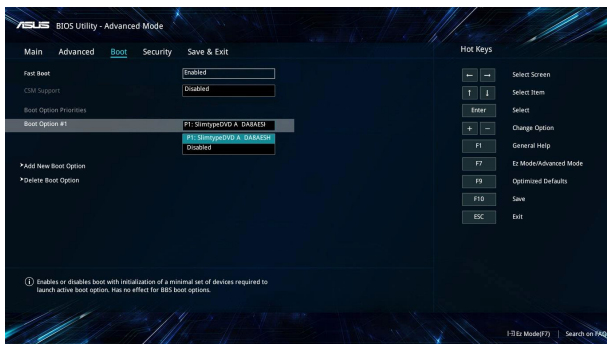 ASUS BIOS Utility - Advanced Mode
Main Advanced Boot Security Save & Exit
Hot Keys
Fast Boot Enabled
CSM Support Disabled
Boot Option Priorities
Boot Option #1 P1: SlimtypeDVD A DA8AESI
P1: SlimtypeDVD A DA8AESH
Disabled
Add New Boot Option
Delete Boot Option
← → Select Screen
↑ ↓ Select Item
Enter Select
+ − Change Option
F1 General Help
F7 Ez Mode/Advanced Mode
F9 Optimized Defaults
F10 Save
ESC Exit
Enables or disables boot with initialization of a minimal set of devices required to
launch active boot option. Has no effect for BBS boot options.
Ez Mode(F7) | Search on FAQ